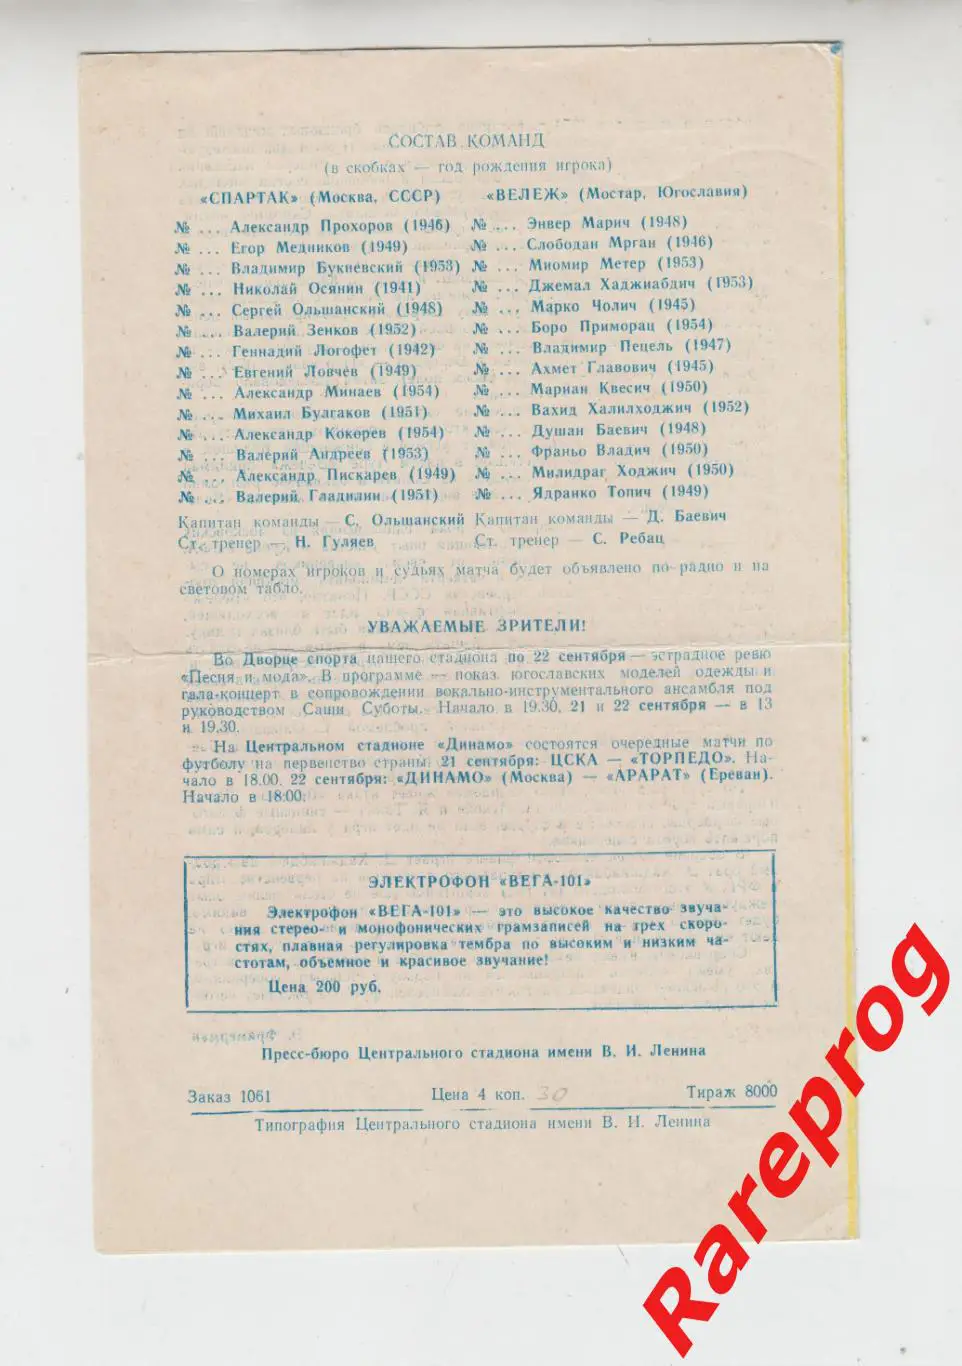 СОСТАВ КОМАНД
(в скобках — год рождения игрока)
«СПАРТАК» (Москва, СССР)
№ ... Александр Прохоров (1946)
№ ... Егор Медников (1949)
№ ... Владимир Букиевский (1953)
№ ... Николай Осянин (1941)
№ ... Сергей Ольшанский (1948)
№ ... Валерий Зенков (1952)
№ ... Геннадий Логофет (1942)
№ ... Евгений Ловчев (1949)
№ ... Александр Минаев (1954)
№ ... Михаил Булгаков (1951)
№ ... Александр Кокорев (1954)
№ ... Валерий Андреев (1953)
№ ... Александр Пискарев (1949)
№ ... Валерий Гладилин (1951)
Капитан команды — С. Ольшанский
Ст. тренер — Н. Гуляев
«ВЕЛЕЖ» (Мостар, Югославия)
№ ... Энвер Марич (1948)
№ ... Слободан Мрган (1946)
№ ... Миомир Метер (1953)
№ ... Джемал Хаджиабдич (1953)
№ ... Марко Чолич (1945)
№ ... Боро Приморац (1954)
№ ... Владимир Пецель (1947)
№ ... Ахмет Главович (1945)
№ ... Мариан Квесич (1950)
№ ... Вахид Халилходжич (1952)
№ ... Душан Баевич (1948)
№ ... Франьо Владич (1950)
№ ... Милидраг Ходжич (1950)
№ ... Ядранко Топич (1949)
Капитан команды — Д. Баевич
Ст. тренер — С. Ребац
О номерах игроков и судьях матча будет объявлено по радио и на
световом табло.
УВАЖАЕМЫЕ ЗРИТЕЛИ!
Во Дворце спорта нашего стадиона по 22 сентября — эстрадное ревю
«Песня и мода». В программе — показ югославских моделей одежды и
гала-концерт в сопровождении вокально-инструментального ансамбля под
руководством Саши Субботы. Начало в 19.30, 21 и 22 сентября — в 13
и 19.30.
На Центральном стадионе «Динамо» состоятся очередные матчи по
футболу на первенство страны. 21 сентября: ЦСКА — «ТОРПЕДО». На-
чало в 18.00. 22 сентября: «ДИНАМО» (Москва) — «АРАРАТ» (Ереван).
Начало в 18.00.
ЭЛЕКТРОФОН «ВЕГА-101»
Электрофон «ВЕГА-101» — это высокое качество звуча-
ния стерео- и монофонических грамзаписей на трех скоро-
стях, плавная регулировка тембра по высоким и низким ча-
стотам, объемное и красивое звучание!
Цена 200 руб.
Пресс-бюро Центрального стадиона имени В. И. Ленина
Заказ 1061 Цена 4 коп. 30 Тираж 8000
Типография Центрального стадиона имени В. И. Ленина
Rareprog